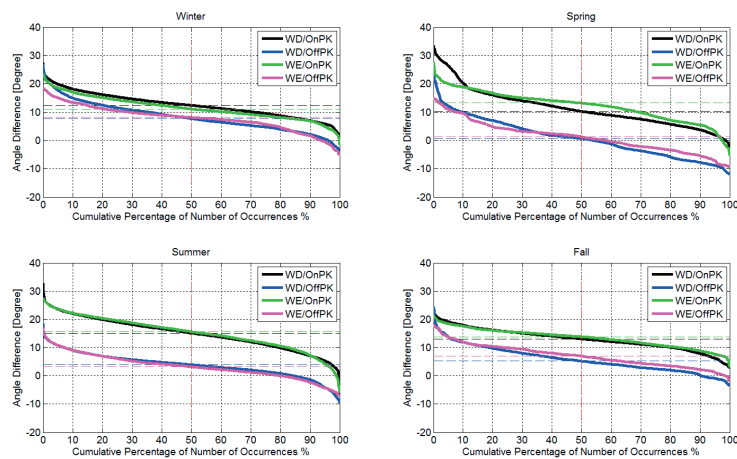 Winter
Angle Difference [Degree]
40
30
20
10
0
-10
-20
0 10 20 30 40 50 60 70 80 90 100
Cumulative Percentage of Number of Occurrences %
WD/OnPK
WD/OffPK
WE/OnPK
WE/OffPK
Spring
Angle Difference [Degree]
40
30
20
10
0
-10
-20
0 10 20 30 40 50 60 70 80 90 100
Cumulative Percentage of Number of Occurrences %
WD/OnPK
WD/OffPK
WE/OnPK
WE/OffPK
Summer
Angle Difference [Degree]
40
30
20
10
0
-10
-20
0 10 20 30 40 50 60 70 80 90 100
Cumulative Percentage of Number of Occurrences %
WD/OnPK
WD/OffPK
WE/OnPK
WE/OffPK
Fall
Angle Difference [Degree]
40
30
20
10
0
-10
-20
0 10 20 30 40 50 60 70 80 90 100
Cumulative Percentage of Number of Occurrences %
WD/OnPK
WD/OffPK
WE/OnPK
WE/OffPK